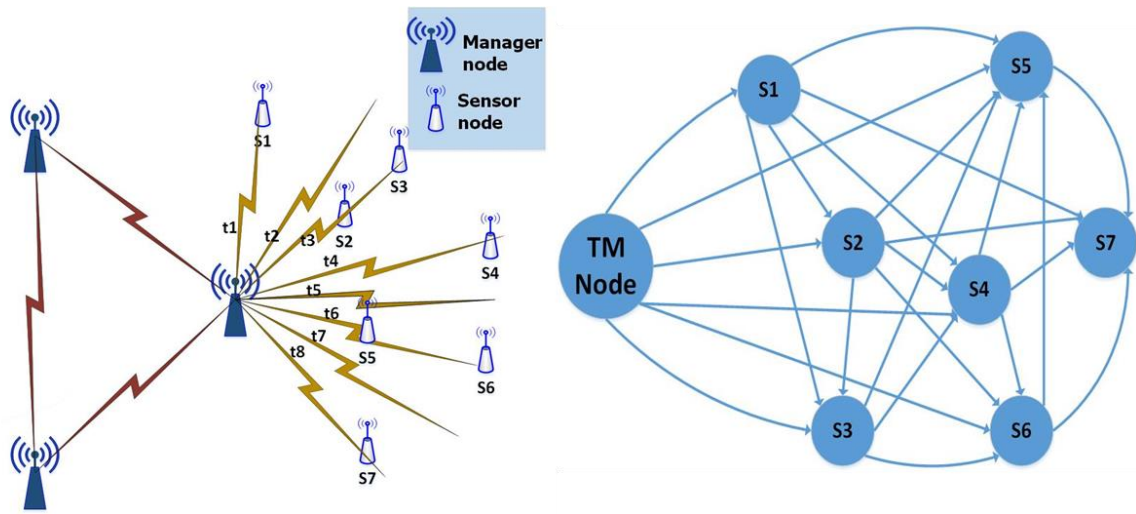 Manager
node
Sensor
node
S1
S3
t1
t2
t3
S2
t4
S4
t5
t6
t7
S5
t8
S6
S7
S5
S1
TM
Node
S2
S7
S4
S3
S6